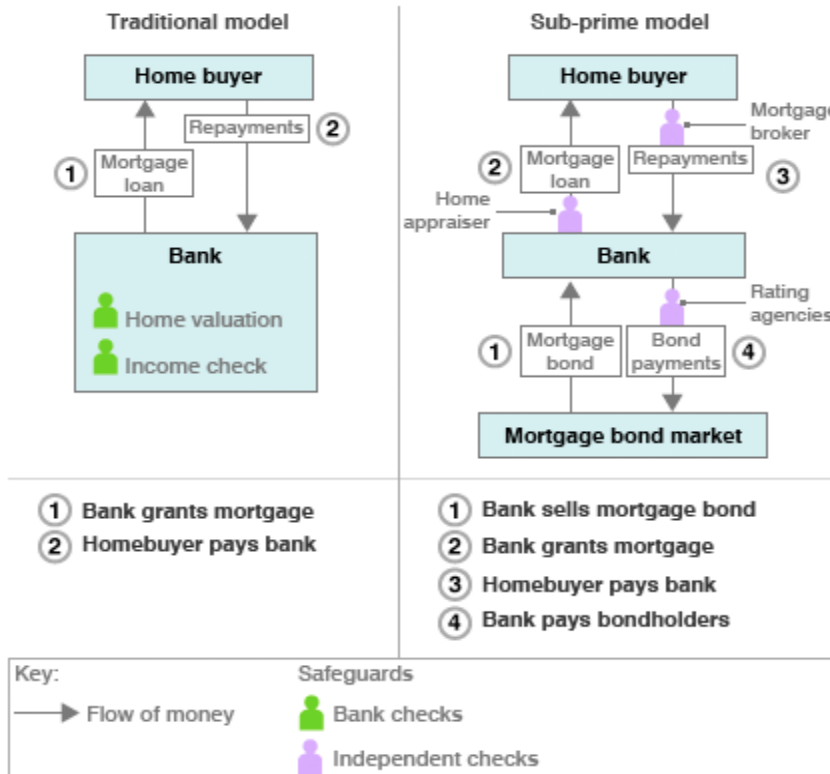 Traditional model
Home buyer
Repayments
2
1
Mortgage
loan
Bank
Home valuation
Income check
1 Bank grants mortgage
2 Homebuyer pays bank
Sub-prime model
Home buyer
Mortgage
broker
2
Mortgage
loan
Repayments
3
Home
appraiser
Bank
Rating
agencies
1
Mortgage
bond
Bond
payments
4
Mortgage bond market
1 Bank sells mortgage bond
2 Bank grants mortgage
3 Homebuyer pays bank
4 Bank pays bondholders
Key:
Flow of money
Safeguards
Bank checks
Independent checks